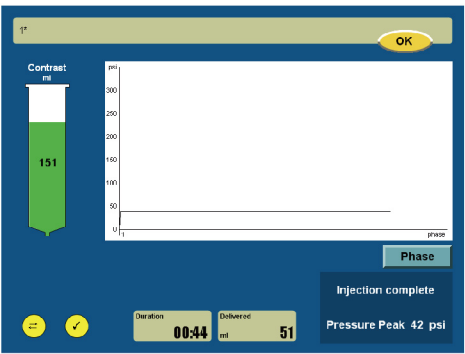 1"
OK
Contrast
ml
151
psi
300
250
200
150
100
50
0
1
phase
Phase
Injection complete
Pressure Peak 42 psi
Duration
00:44
Delivered
ml 51